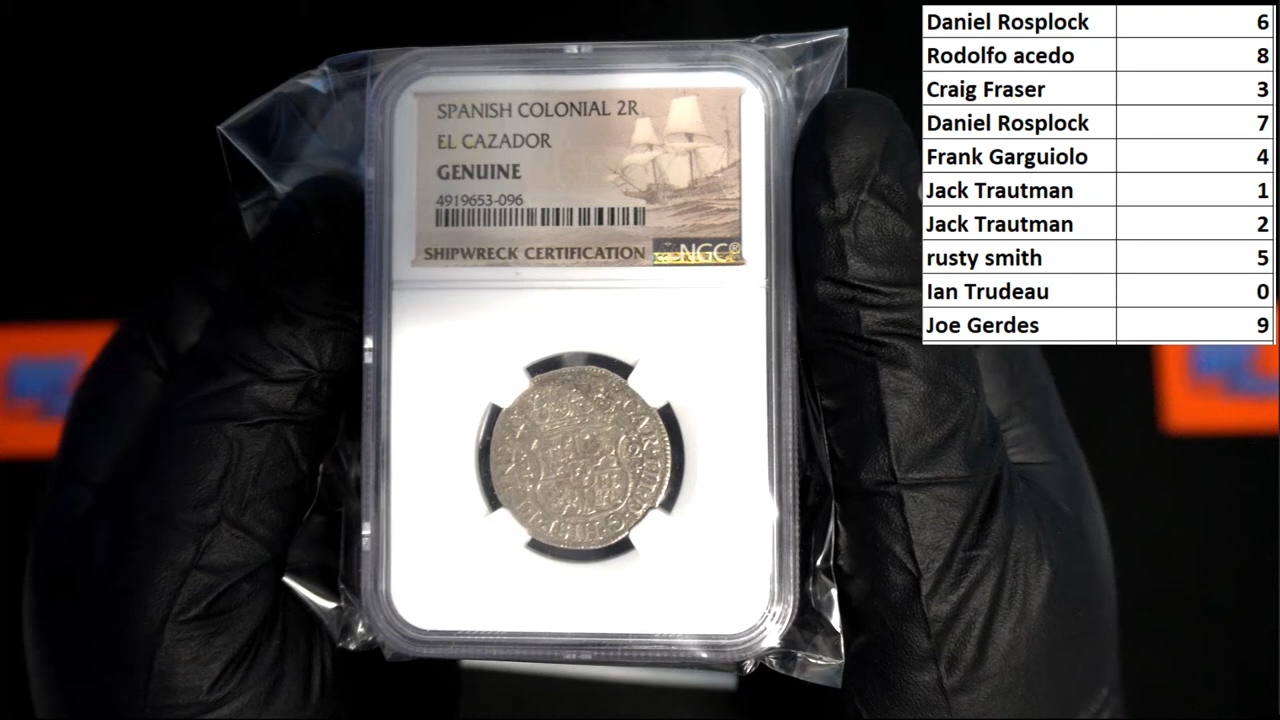 SPANISH COLONIAL 2R
EL CAZADOR
GENUINE
4919653-096
SHIPWRECK CERTIFICATION NGC®
Daniel Rosplock 6
Rodolfo acedo 8
Craig Fraser 3
Daniel Rosplock 7
Frank Garguiolo 4
Jack Trautman 1
Jack Trautman 2
rusty smith 5
Ian Trudeau 0
Joe Gerdes 9